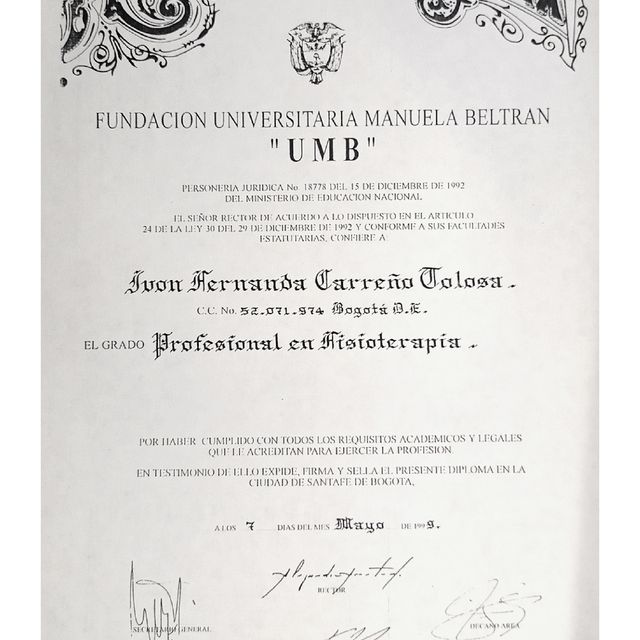 FUNDACION UNIVERSITARIA MANUELA BELTRAN
"UMB"
PERSONERIA JURIDICA No. 18778 DEL 15 DE DICIEMBRE DE 1992
DEL MINISTERIO DE EDUCACION NACIONAL
EL SEÑOR RECTOR DE ACUERDO A LO DISPUESTO EN EL ARTICULO
24 DE LA LEY 30 DEL 29 DE DICIEMBRE DE 1992 Y CONFORME A SUS FACULTADES
ESTATUTARIAS, CONFIERE A:
Ivon Fernanda Carreño Tolosa.
C.C. No. 52.071.974 Bogotá D.E.
EL GRADO Profesional en Fisioterapia.
POR HABER CUMPLIDO CON TODOS LOS REQUISITOS ACADEMICOS Y LEGALES
QUE LE ACREDITAN PARA EJERCER LA PROFESION.
EN TESTIMONIO DE ELLO EXPIDE, FIRMA Y SELLA EL PRESENTE DIPLOMA EN LA
CIUDAD DE SANTAFE DE BOGOTA,
A LOS 7 DIAS DEL MES Mayo DE 1999.
RECTOR
SECRETARIO GENERAL
DECANO AREA